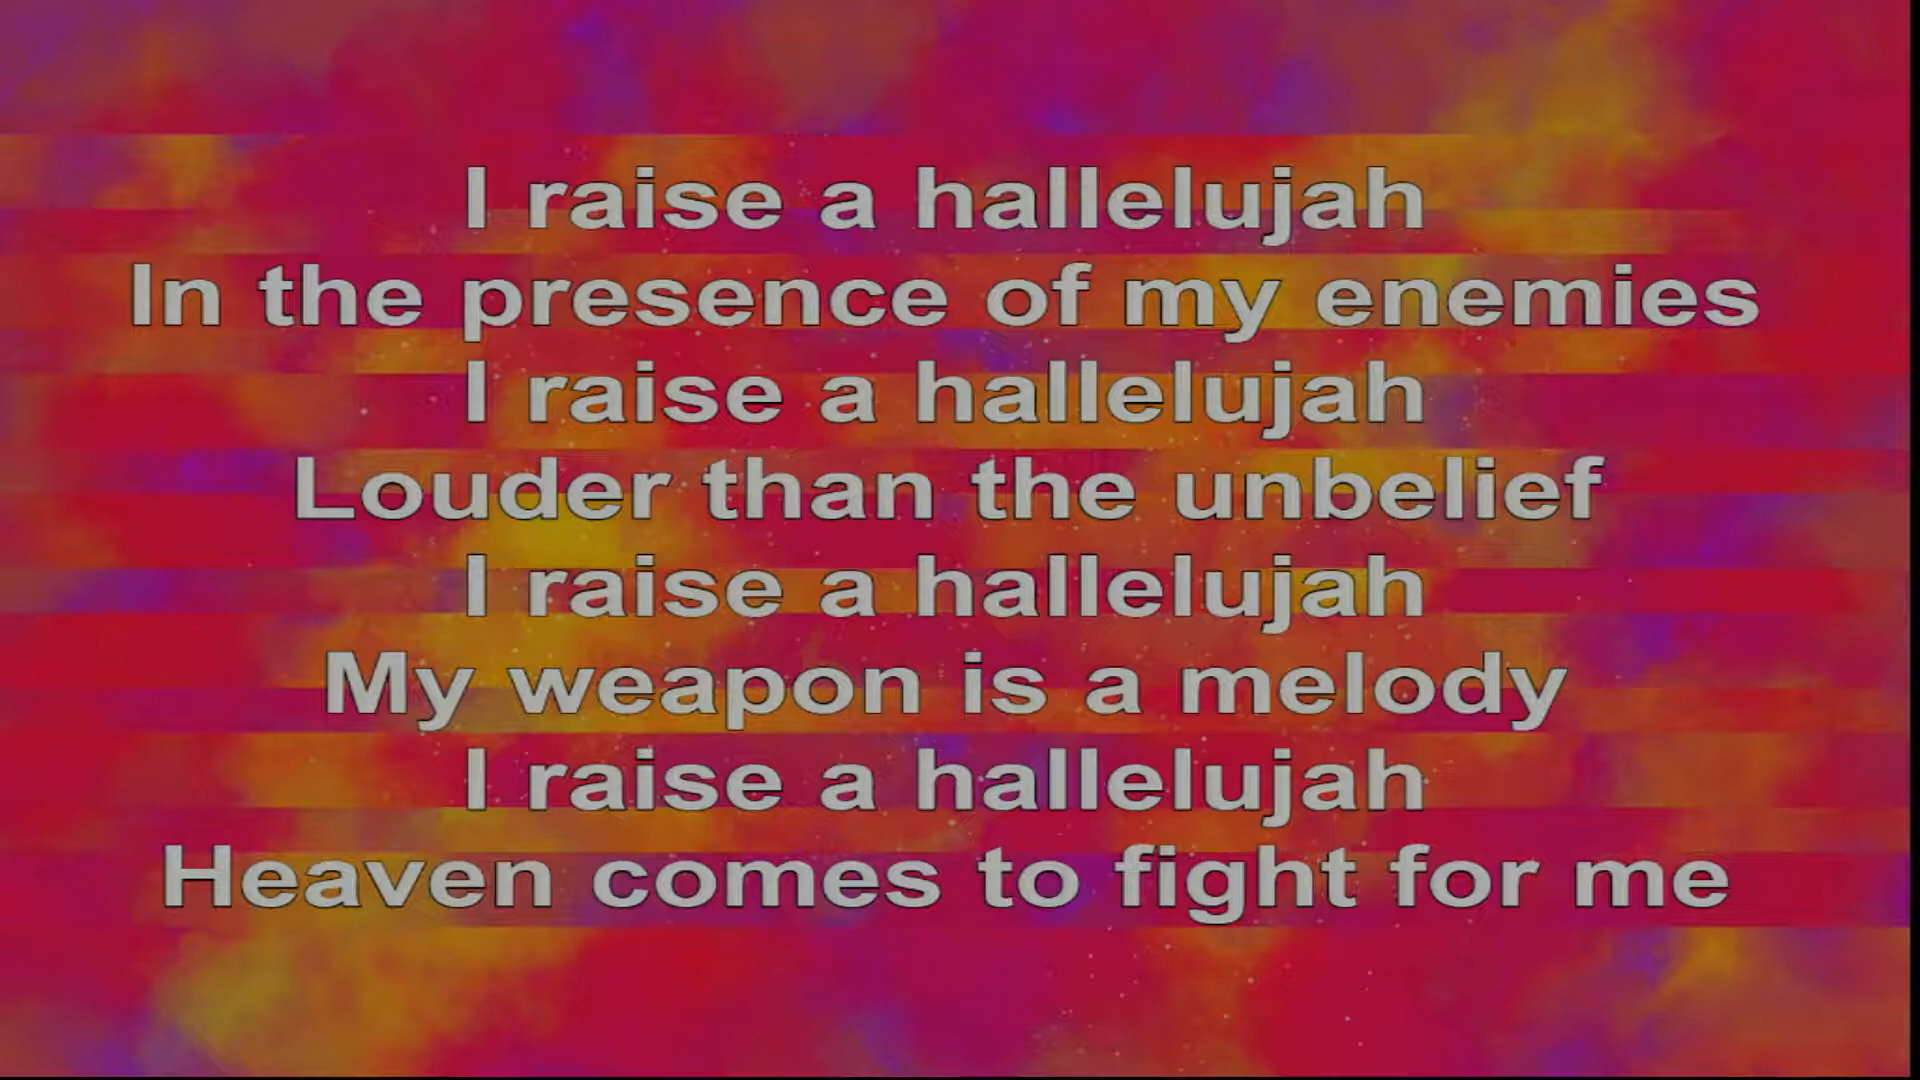 I raise a hallelujah
In the presence of my enemies
I raise a hallelujah
Louder than the unbelief
I raise a hallelujah
My weapon is a melody
I raise a hallelujah
Heaven comes to fight for me